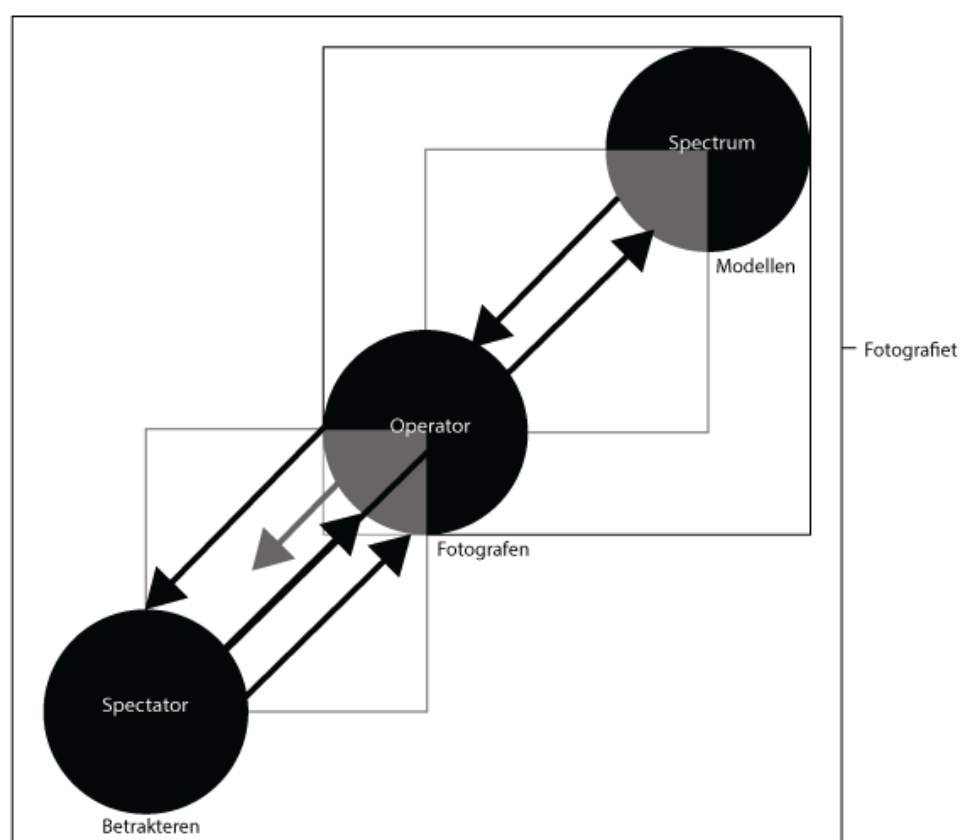 Spectrum
Modellen
Fotografiet
Operator
Fotografen
Spectator
Betrakteren